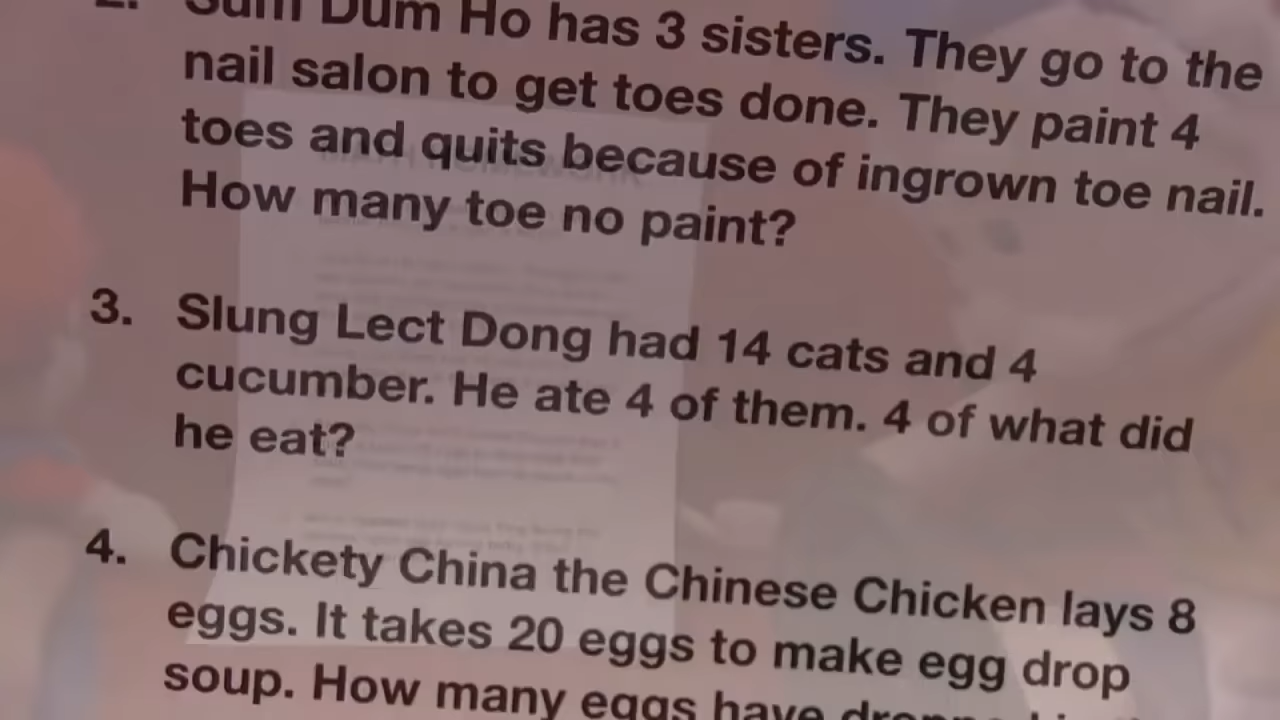 2. Sum Dum Ho has 3 sisters. They go to the
nail salon to get toes done. They paint 4
toes and quits because of ingrown toe nail.
How many toe no paint?
3. Slung Lect Dong had 14 cats and 4
cucumber. He ate 4 of them. 4 of what did
he eat?
4. Chickety China the Chinese Chicken lays 8
eggs. It takes 20 eggs to make egg drop
soup. How many eggs have